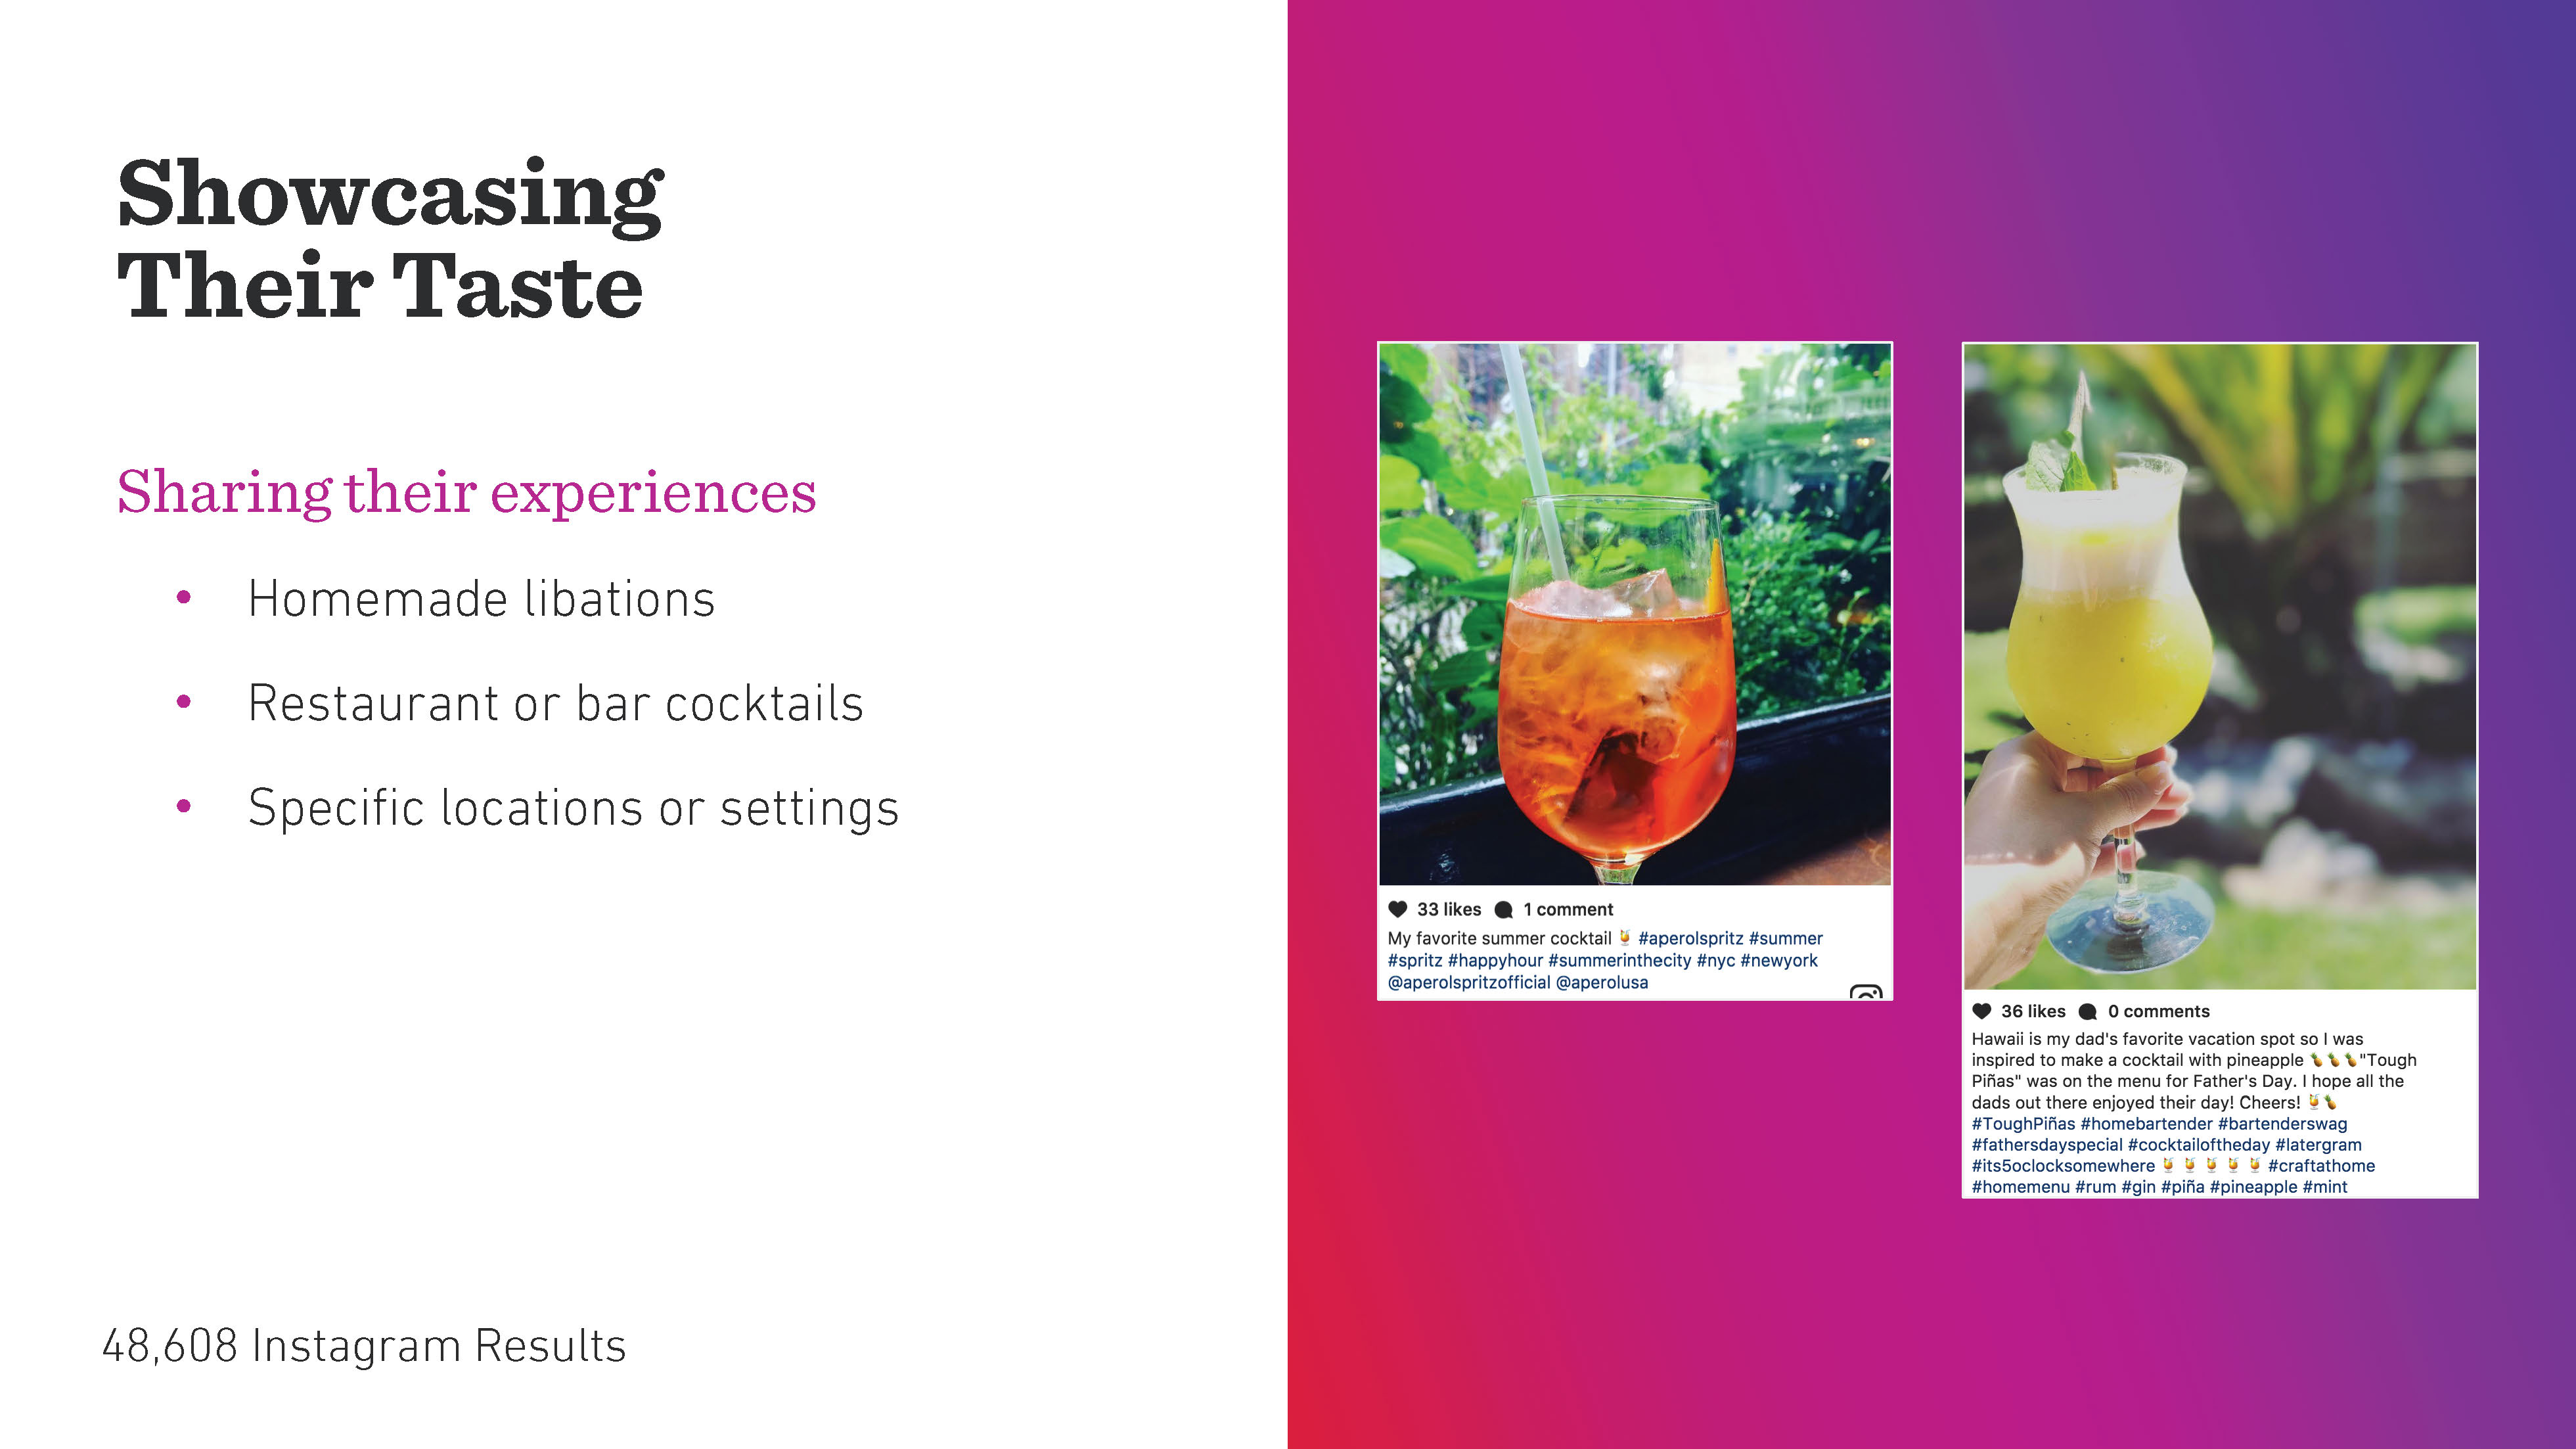 Showcasing
Their Taste
Sharing their experiences
• Homemade libations
• Restaurant or bar cocktails
• Specific locations or settings
48,608 Instagram Results
33 likes 1 comment
My favorite summer cocktail 🍹 #aperolspritz #summer
#spritz #happyhour #summerinthecity #nyc #newyork
@aperolspritzofficial @aperolusa
36 likes 0 comments
Hawaii is my dad's favorite vacation spot so I was
inspired to make a cocktail with pineapple 🍍🍍🍍"Tough
Piñas" was on the menu for Father's Day. I hope all the
dads out there enjoyed their day! Cheers! 🍹🍍
#ToughPiñas #homebartender #bartenderswag
#fathersdayspecial #cocktailoftheday #latergram
#its5oclocksomewhere 🍹🍹🍹🍹🍹 #craftathome
#homemenu #rum #gin #piña #pineapple #mint